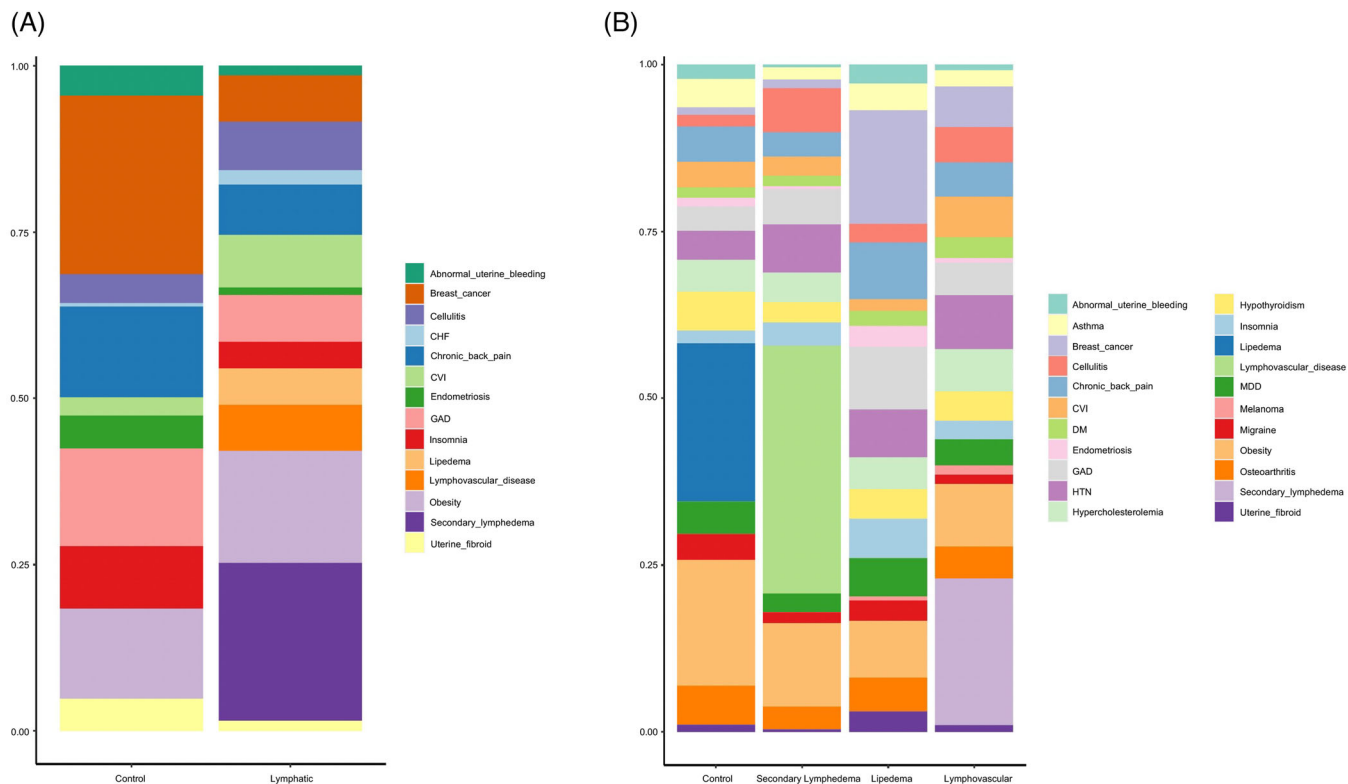 (A)
1.00
0.75
0.50
0.25
0.00
Control
Lymphatic
Abnormal_uterine_bleeding
Breast_cancer
Cellulitis
CHF
Chronic_back_pain
CVI
Endometriosis
GAD
Insomnia
Lipedema
Lymphovascular_disease
Obesity
Secondary_lymphedema
Uterine_fibroid
(B)
1.00
0.75
0.50
0.25
0.00
Control
Secondary Lymphedema
Lipedema
Lymphovascular
Abnormal_uterine_bleeding
Asthma
Breast_cancer
Cellulitis
Chronic_back_pain
CVI
DM
Endometriosis
GAD
HTN
Hypercholesterolemia
Hypothyroidism
Insomnia
Lipedema
Lymphovascular_disease
MDD
Melanoma
Migraine
Obesity
Osteoarthritis
Secondary_lymphedema
Uterine_fibroid